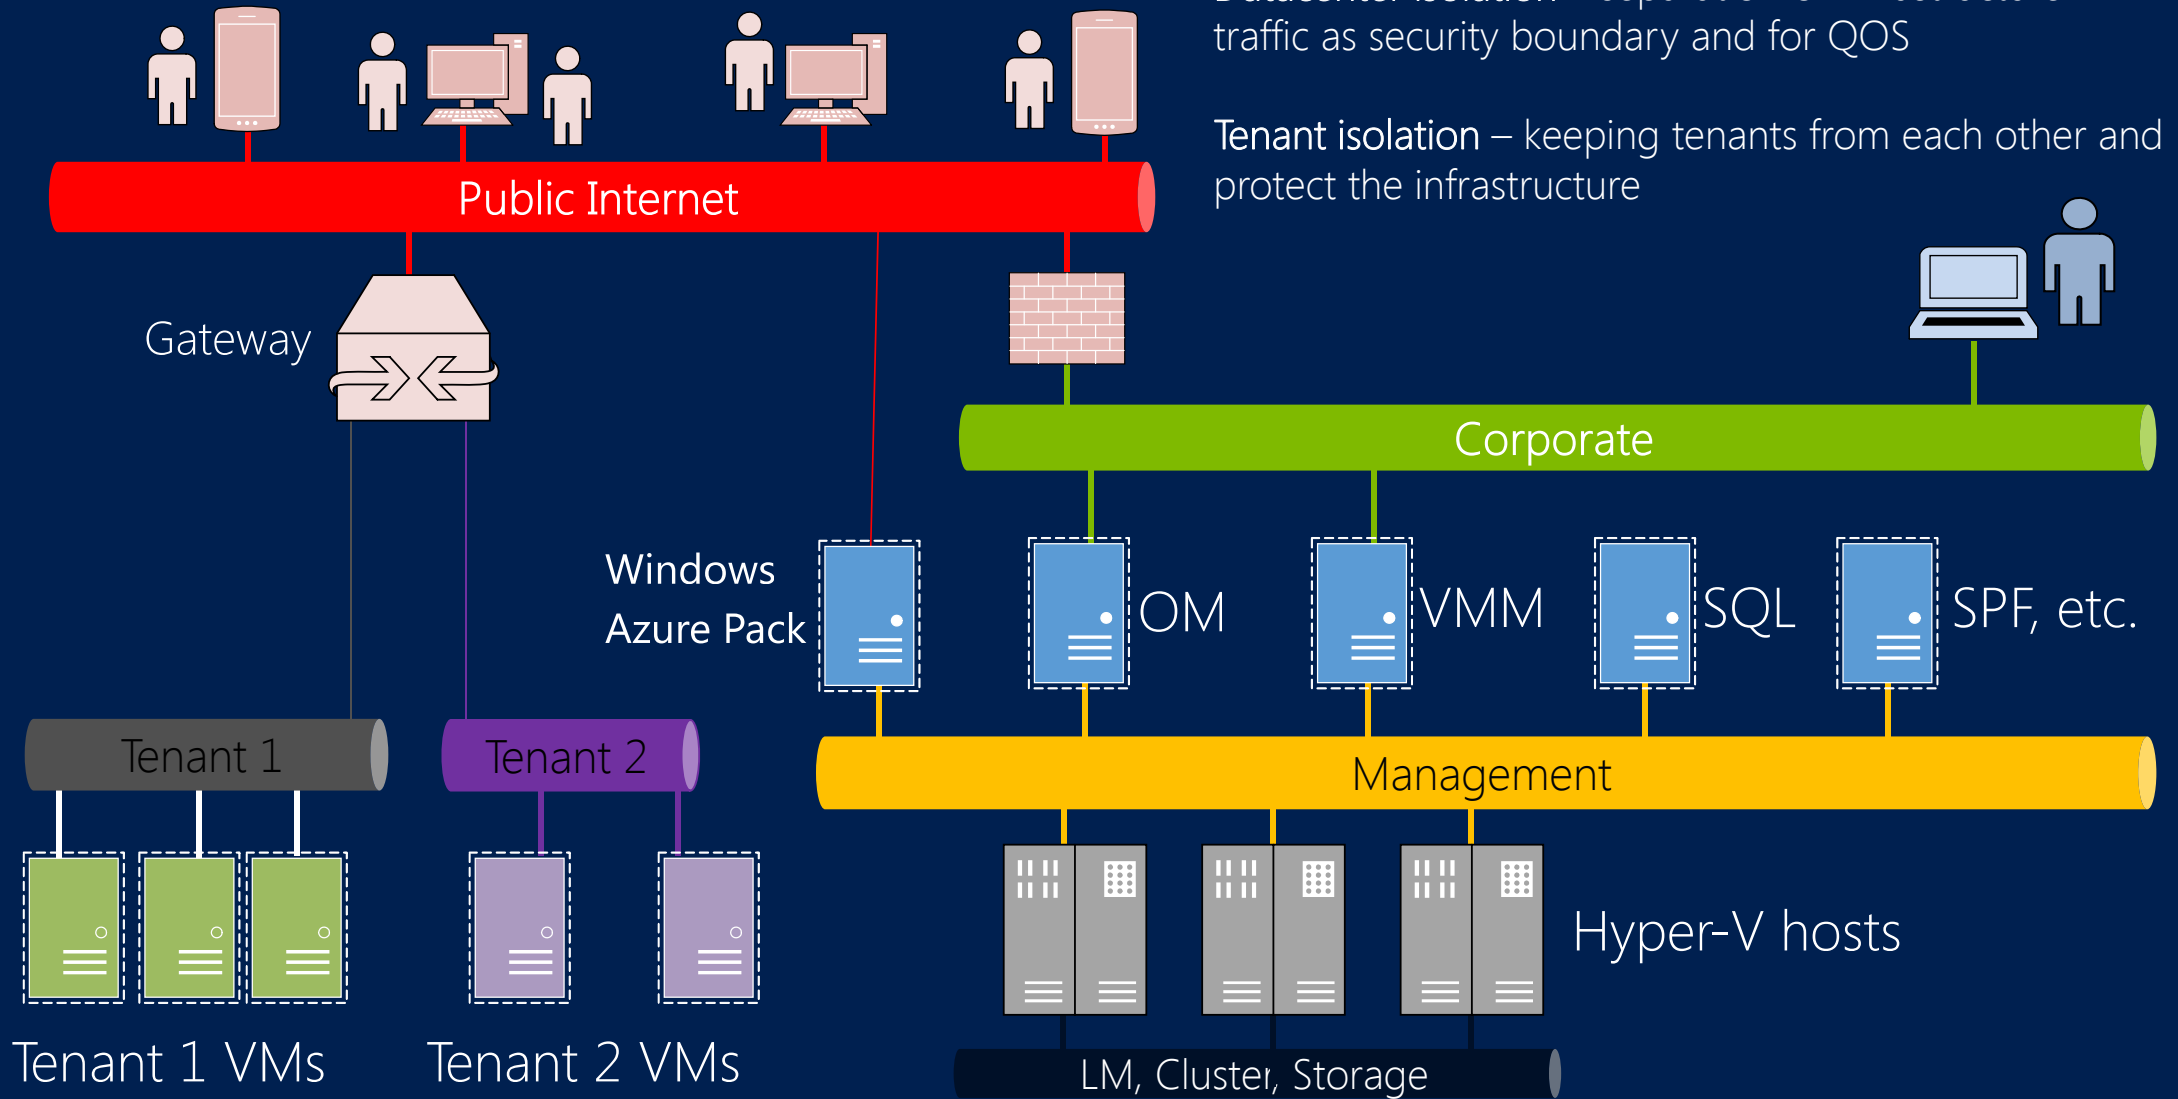 traffic as security boundary and for QOS
Tenant isolation – keeping tenants from each other and
protect the infrastructure
Public Internet
Gateway
Corporate
Windows
Azure Pack
OM
VMM
SQL
SPF, etc.
Tenant 1
Tenant 2
Management
Hyper-V hosts
Tenant 1 VMs
Tenant 2 VMs
LM, Cluster, Storage